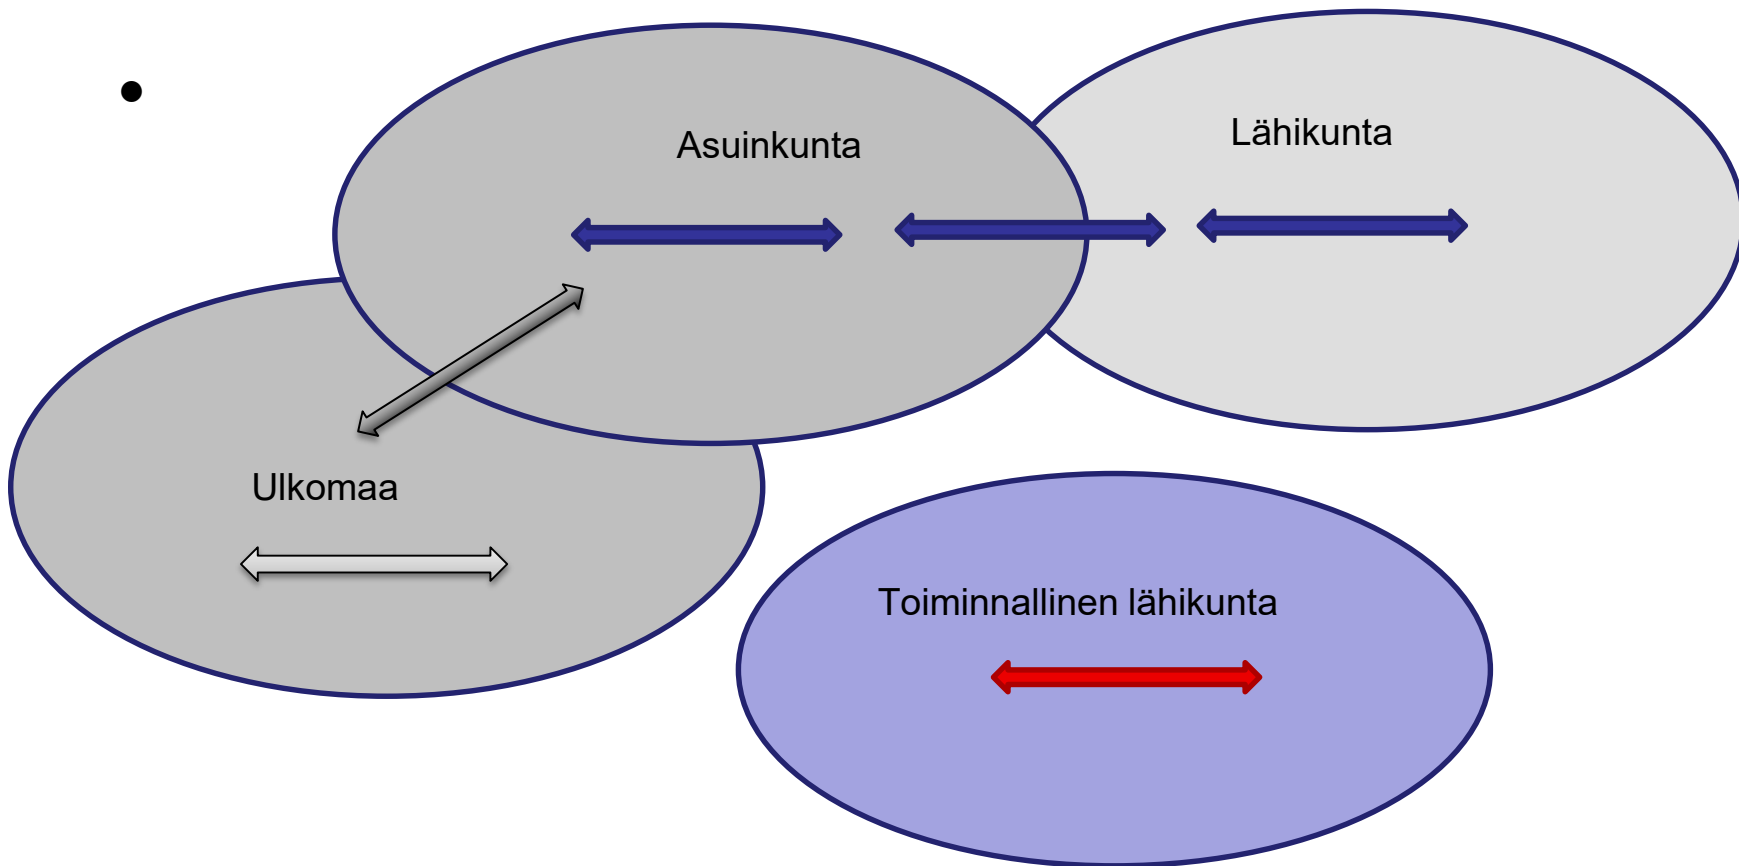 •
Asuinkunta
Lähikunta
Ulkomaa
Toiminnallinen lähikunta